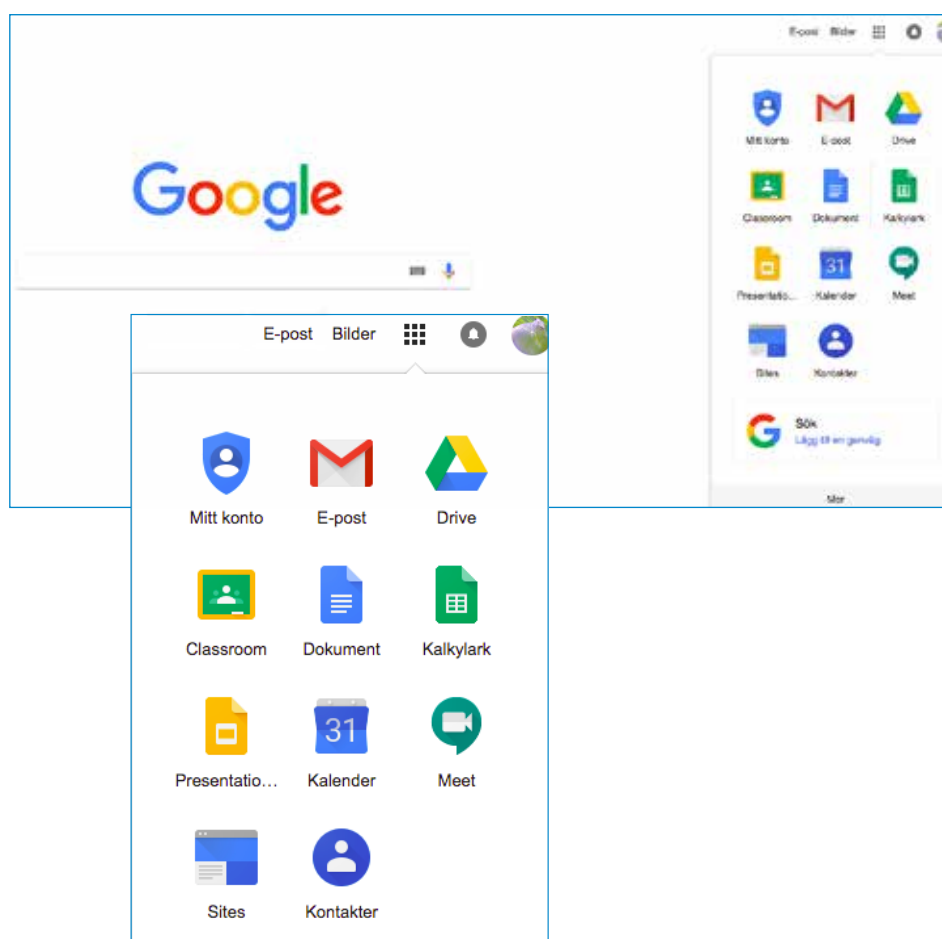 E-post Bilder
Mitt konto E-post Drive
Google
Classroom Dokument Kalkylark
Presentatio... Kalender 31 Meet
Sites Kontakter
Sök
Lägg till en genväg
Mer
E-post Bilder
Mitt konto E-post Drive
Classroom Dokument Kalkylark
31
Presentatio... Kalender Meet
Sites Kontakter